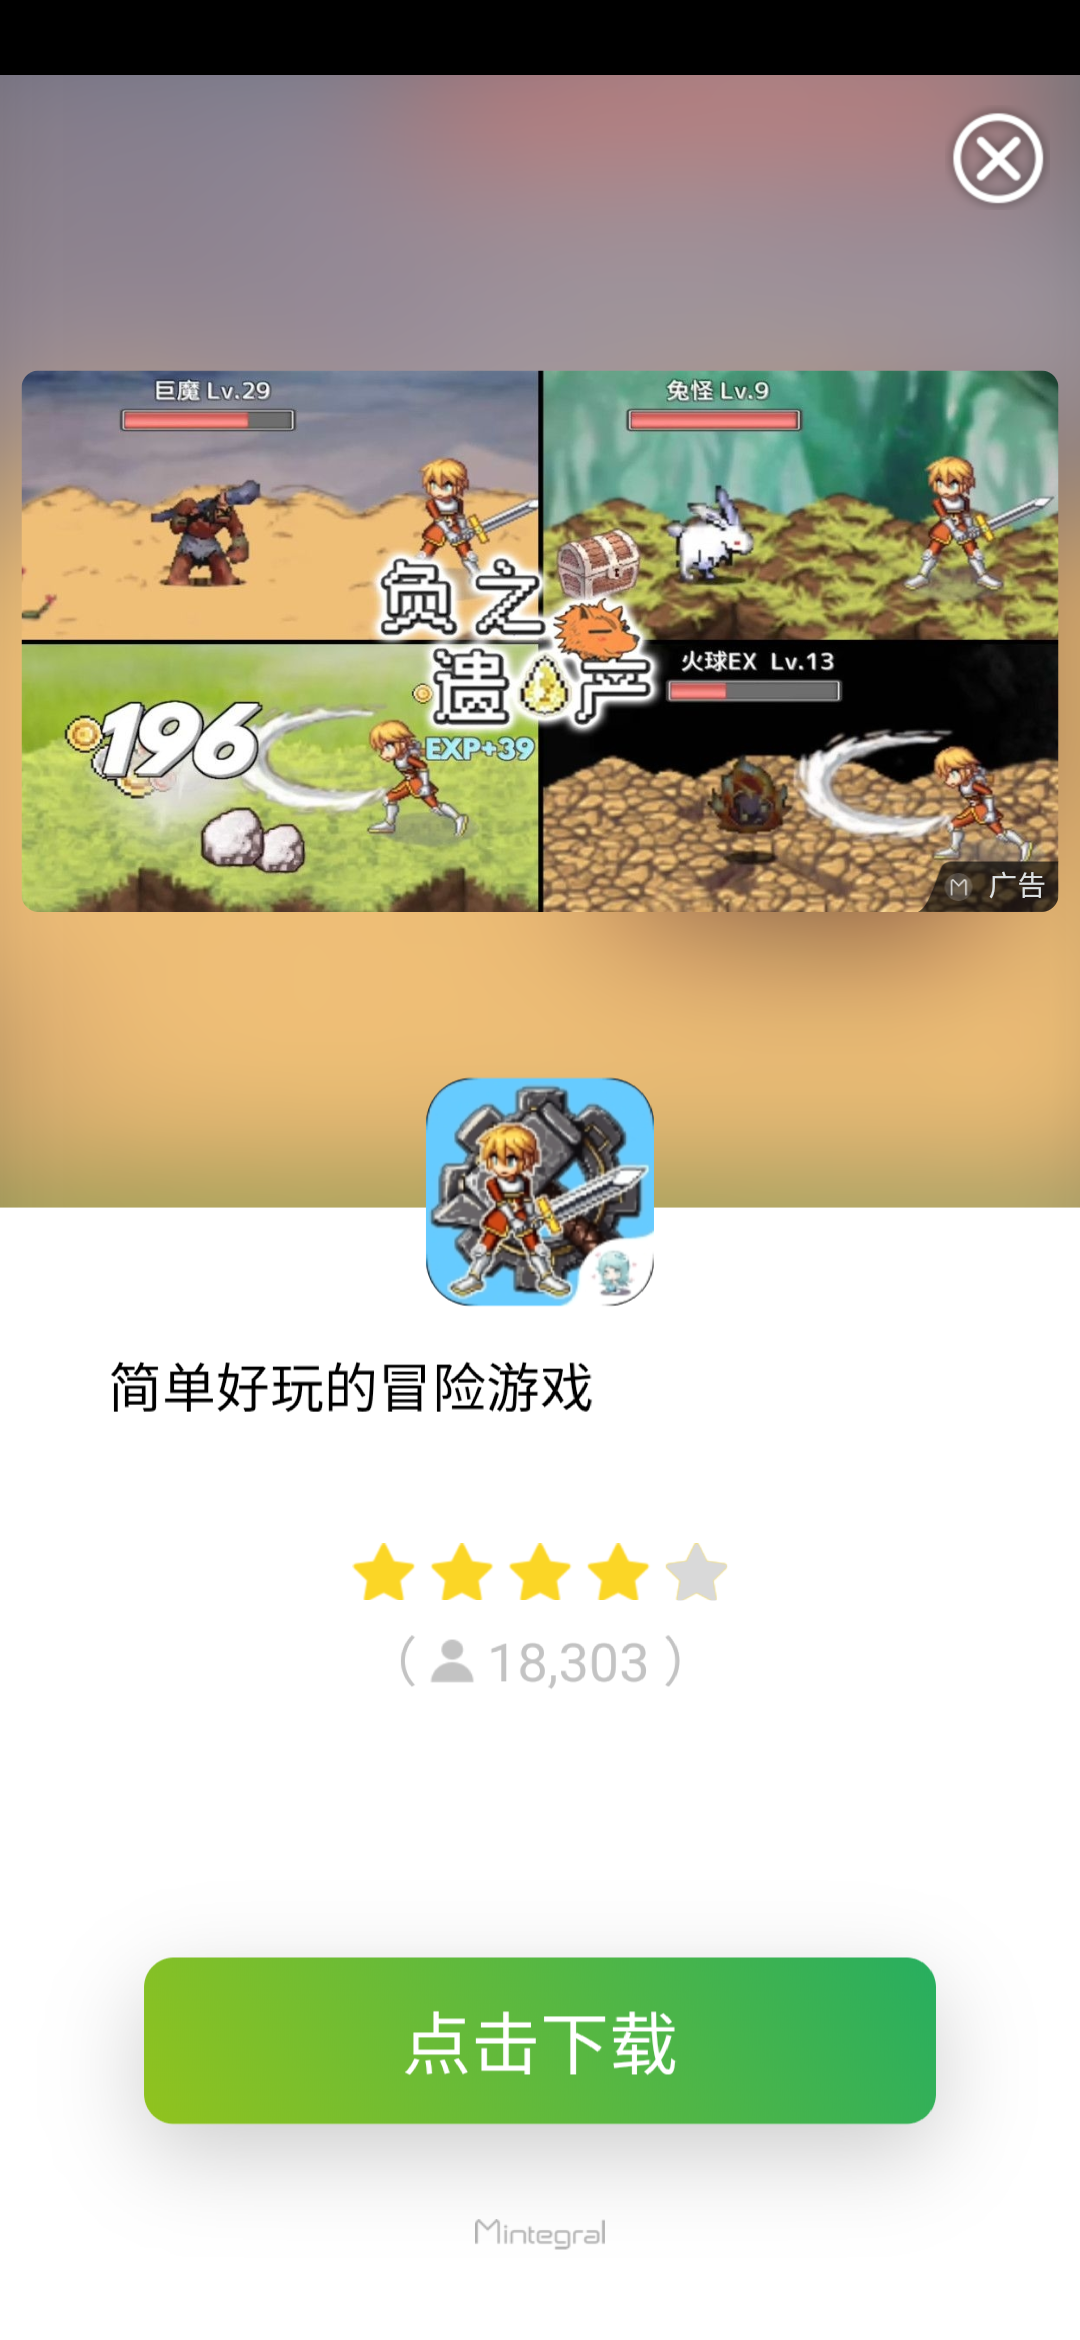 巨魔 Lv.29
兔怪 Lv.9
负之
遗产
火球EX Lv.13
196
EXP+39
M 广告
简单好玩的冒险游戏
( 18,303 )
点击下载
Mintegral